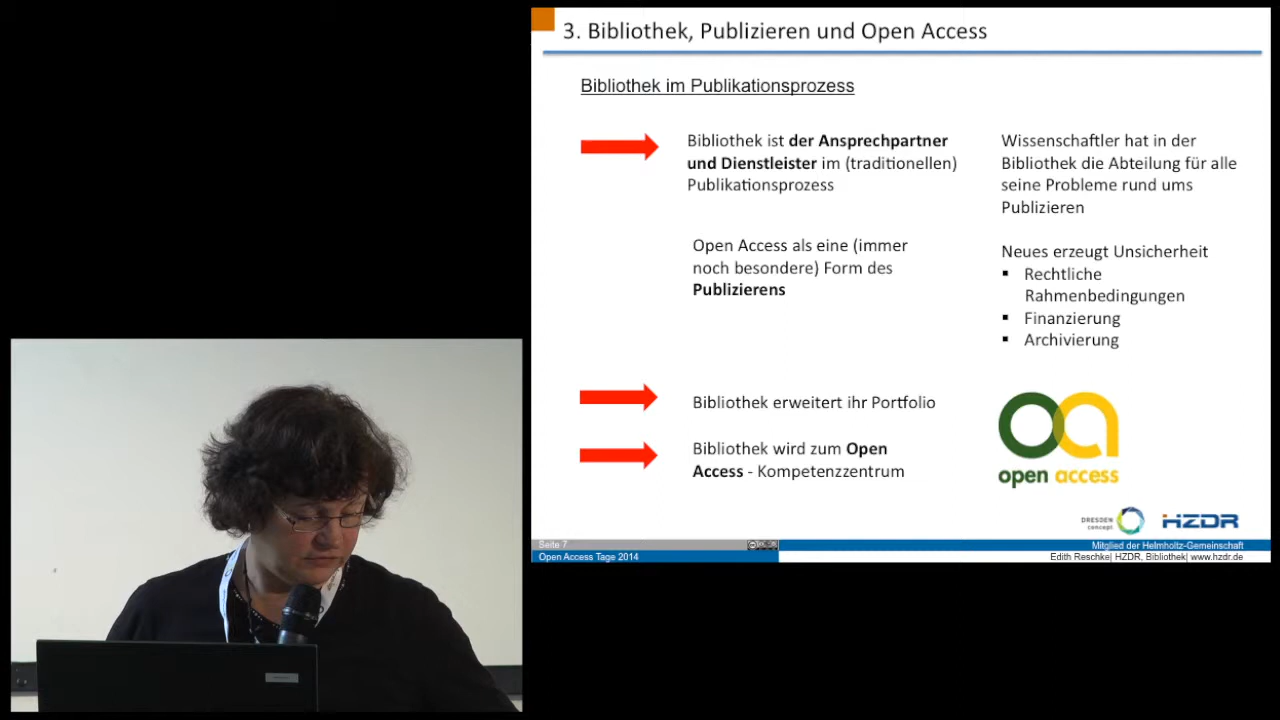 3. Bibliothek, Publizieren und Open Access
Bibliothek im Publikationsprozess
Bibliothek ist der Ansprechpartner
und Dienstleister im (traditionellen)
Publikationsprozess
Wissenschaftler hat in der
Bibliothek die Abteilung für alle
seine Probleme rund ums
Publizieren
Open Access als eine (immer
noch besondere) Form des
Publizierens
Neues erzeugt Unsicherheit
▪ Rechtliche
Rahmenbedingungen
▪ Finanzierung
▪ Archivierung
Bibliothek erweitert ihr Portfolio
Bibliothek wird zum Open
Access - Kompetenzzentrum
oa
open access
DRESDEN
concept
HZDR
Seite 7
Mitglied der Helmholtz-Gemeinschaft
Open Access Tage 2014
Edith Reschke| HZDR, Bibliothek| www.hzdr.de